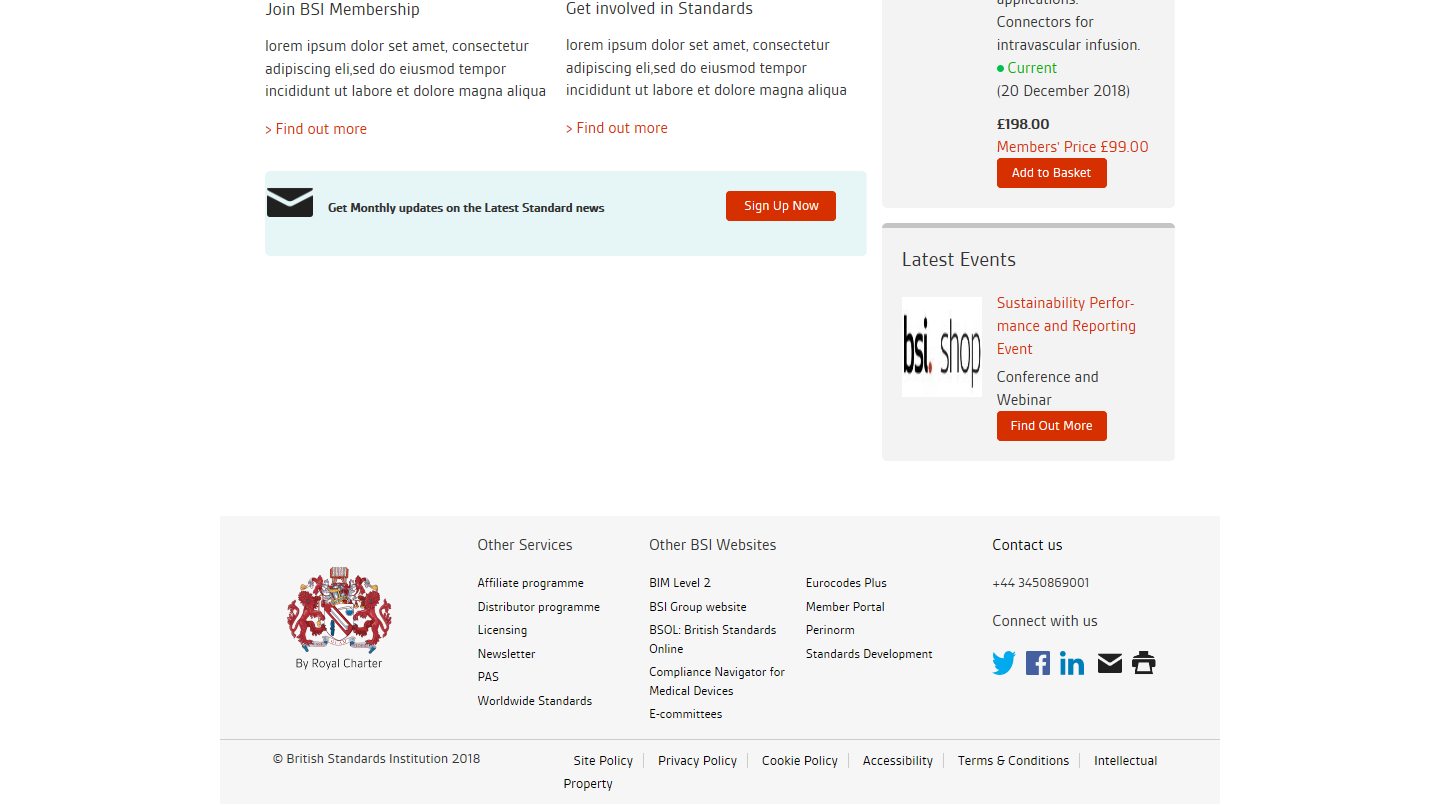 Join BSI Membership
lorem ipsum dolor set amet, consectetur
adipiscing eli,sed do eiusmod tempor
incididunt ut labore et dolore magna aliqua
> Find out more
Get involved in Standards
lorem ipsum dolor set amet, consectetur
adipiscing eli,sed do eiusmod tempor
incididunt ut labore et dolore magna aliqua
> Find out more
Get Monthly updates on the Latest Standard news
Sign Up Now
applications.
Connectors for
intravascular infusion.
Current
(20 December 2018)
£198.00
Members' Price £99.00
Add to Basket
Latest Events
bsi. shop
Sustainability Perfor-
mance and Reporting
Event
Conference and
Webinar
Find Out More
By Royal Charter
Other Services
Affiliate programme
Distributor programme
Licensing
Newsletter
PAS
Worldwide Standards
Other BSI Websites
BIM Level 2
BSI Group website
BSOL: British Standards
Online
Compliance Navigator for
Medical Devices
E-committees
Eurocodes Plus
Member Portal
Perinorm
Standards Development
Contact us
+44 3450869001
Connect with us
© British Standards Institution 2018
Site Policy Privacy Policy Cookie Policy Accessibility Terms & Conditions Intellectual
Property